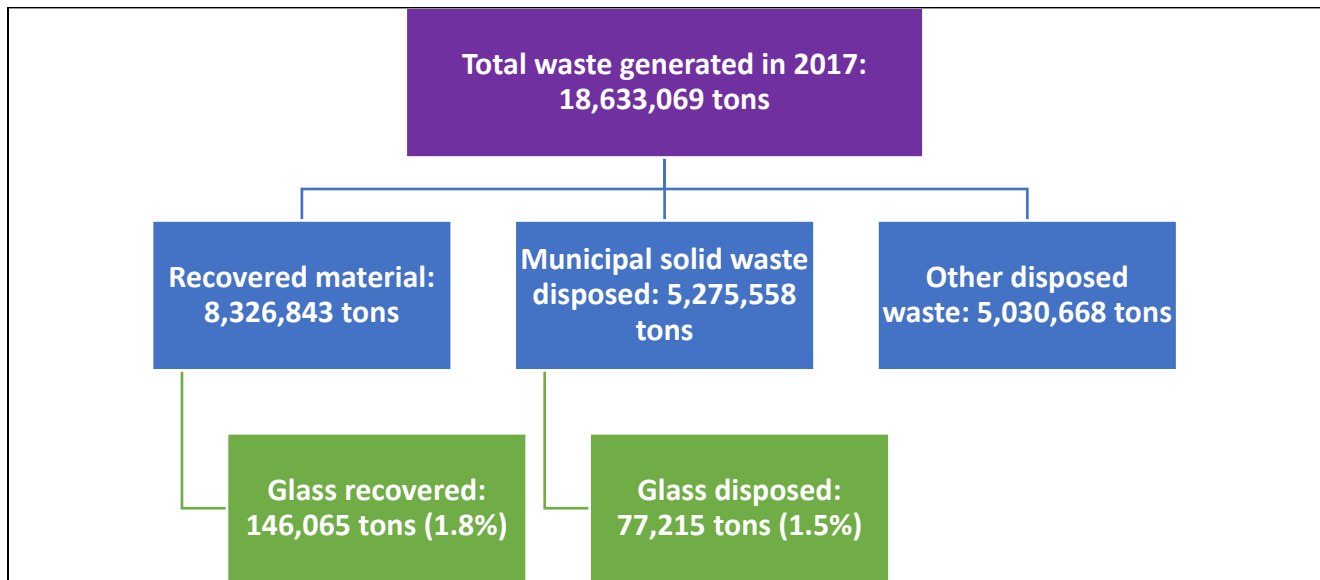 Total waste generated in 2017:
18,633,069 tons
Recovered material:
8,326,843 tons
Municipal solid waste
disposed: 5,275,558
tons
Other disposed
waste: 5,030,668 tons
Glass recovered:
146,065 tons (1.8%)
Glass disposed:
77,215 tons (1.5%)